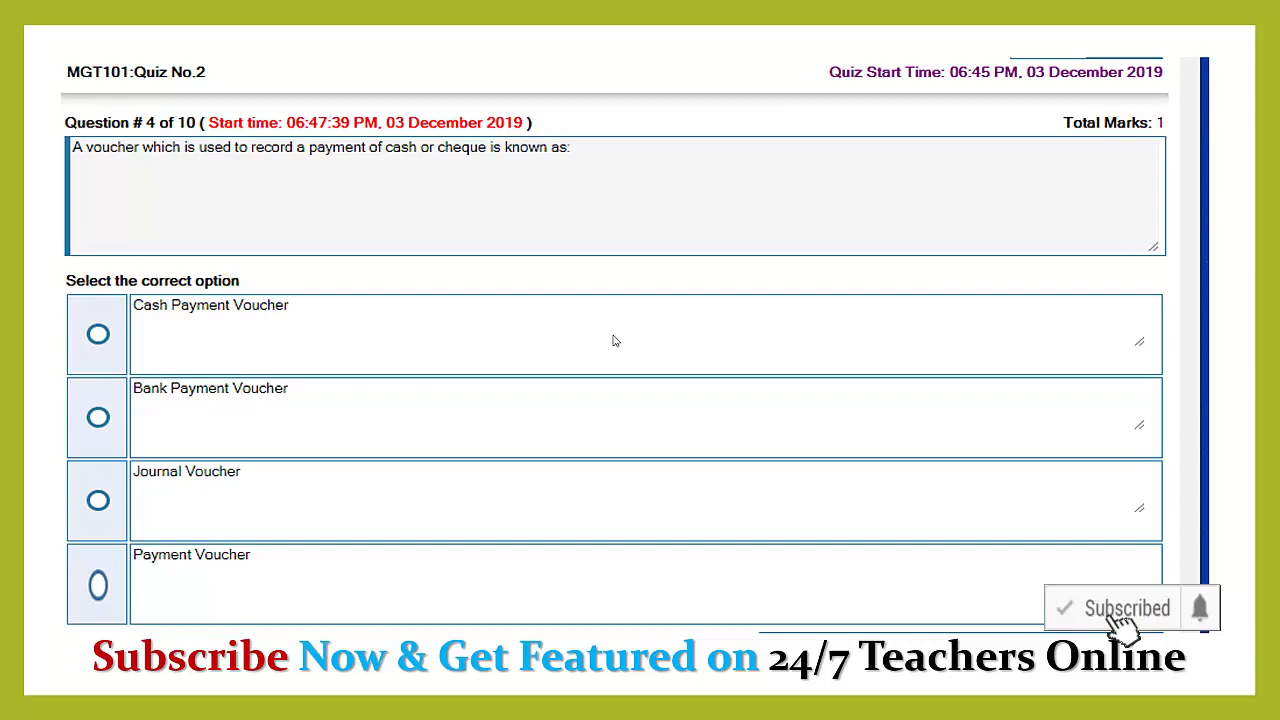 MGT101:Quiz No.2
Quiz Start Time: 06:45 PM, 03 December 2019
Question # 4 of 10 ( Start time: 06:47:39 PM, 03 December 2019 )
Total Marks: 1
A voucher which is used to record a payment of cash or cheque is known as:
Select the correct option
Cash Payment Voucher
Bank Payment Voucher
Journal Voucher
Payment Voucher
Subscribed
Subscribe Now & Get Featured on 24/7 Teachers Online